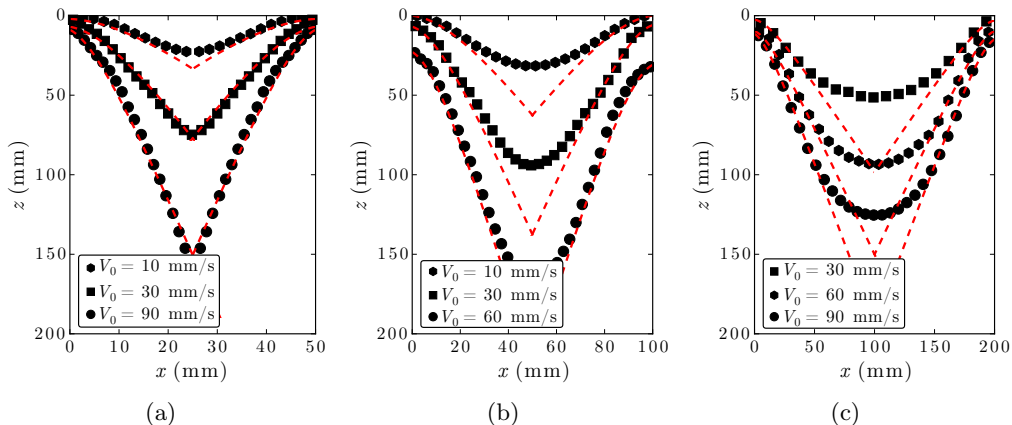 0
50
100
150
200
z (mm)
V₀ = 10 mm/s
V₀ = 30 mm/s
V₀ = 90 mm/s
0 10 20 30 40 50
x (mm)
(a)
0
50
100
150
200
z (mm)
V₀ = 10 mm/s
V₀ = 30 mm/s
V₀ = 60 mm/s
0 20 40 60 80 100
x (mm)
(b)
0
50
100
150
200
z (mm)
V₀ = 30 mm/s
V₀ = 60 mm/s
V₀ = 90 mm/s
0 50 100 150 200
x (mm)
(c)